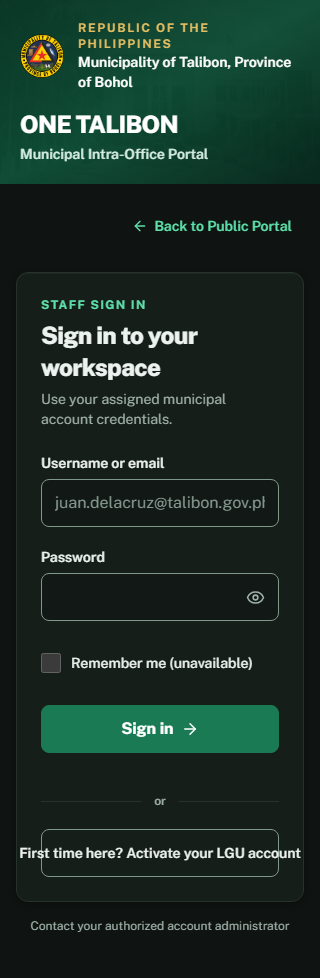 REPUBLIC OF THE
PHILIPPINES
Municipality of Talibon, Province
of Bohol
ONE TALIBON
Municipal Intra-Office Portal
← Back to Public Portal
STAFF SIGN IN
Sign in to your
workspace
Use your assigned municipal
account credentials.
Username or email
juan.delacruz@talibon.gov.ph
Password
Remember me (unavailable)
Sign in →
or
First time here? Activate your LGU account
Contact your authorized account administrator